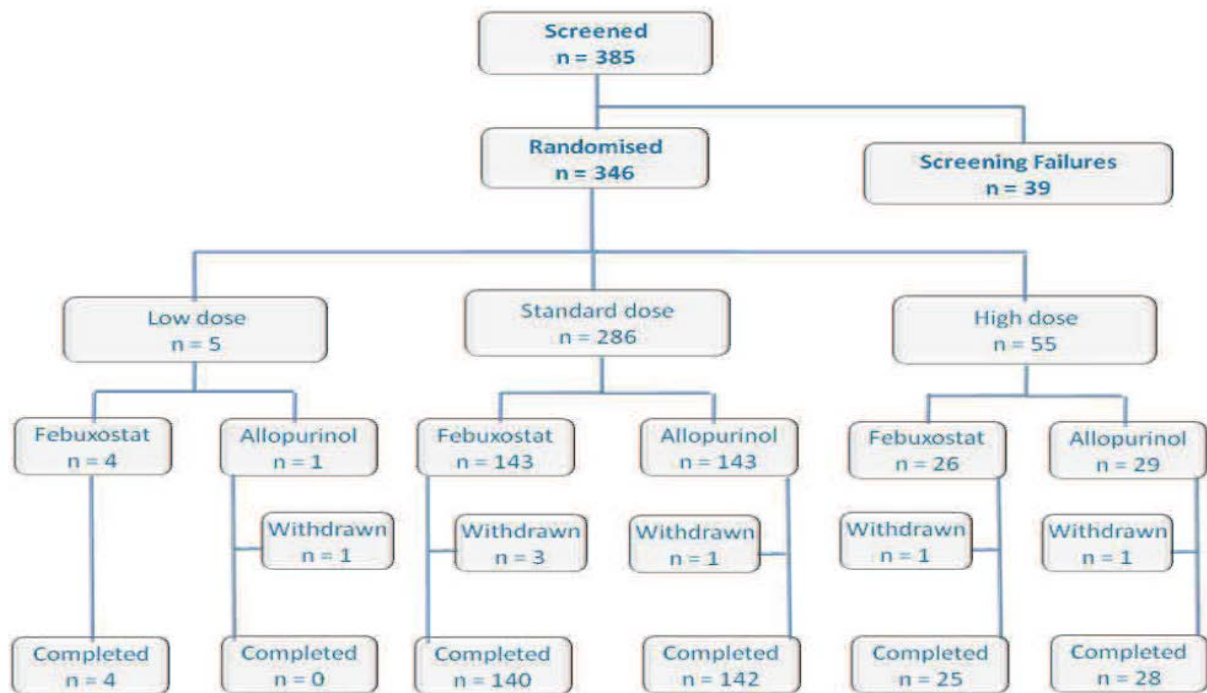 Screened
n = 385
Randomised
n = 346
Screening Failures
n = 39
Low dose
n = 5
Standard dose
n = 286
High dose
n = 55
Febuxostat
n = 4
Allopurinol
n = 1
Febuxostat
n = 143
Allopurinol
n = 143
Febuxostat
n = 26
Allopurinol
n = 29
Withdrawn
n = 1
Withdrawn
n = 3
Withdrawn
n = 1
Withdrawn
n = 1
Withdrawn
n = 1
Completed
n = 4
Completed
n = 0
Completed
n = 140
Completed
n = 142
Completed
n = 25
Completed
n = 28